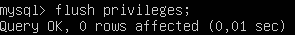 mysql> flush privileges;
Query OK, 0 rows affected (0,01 sec)